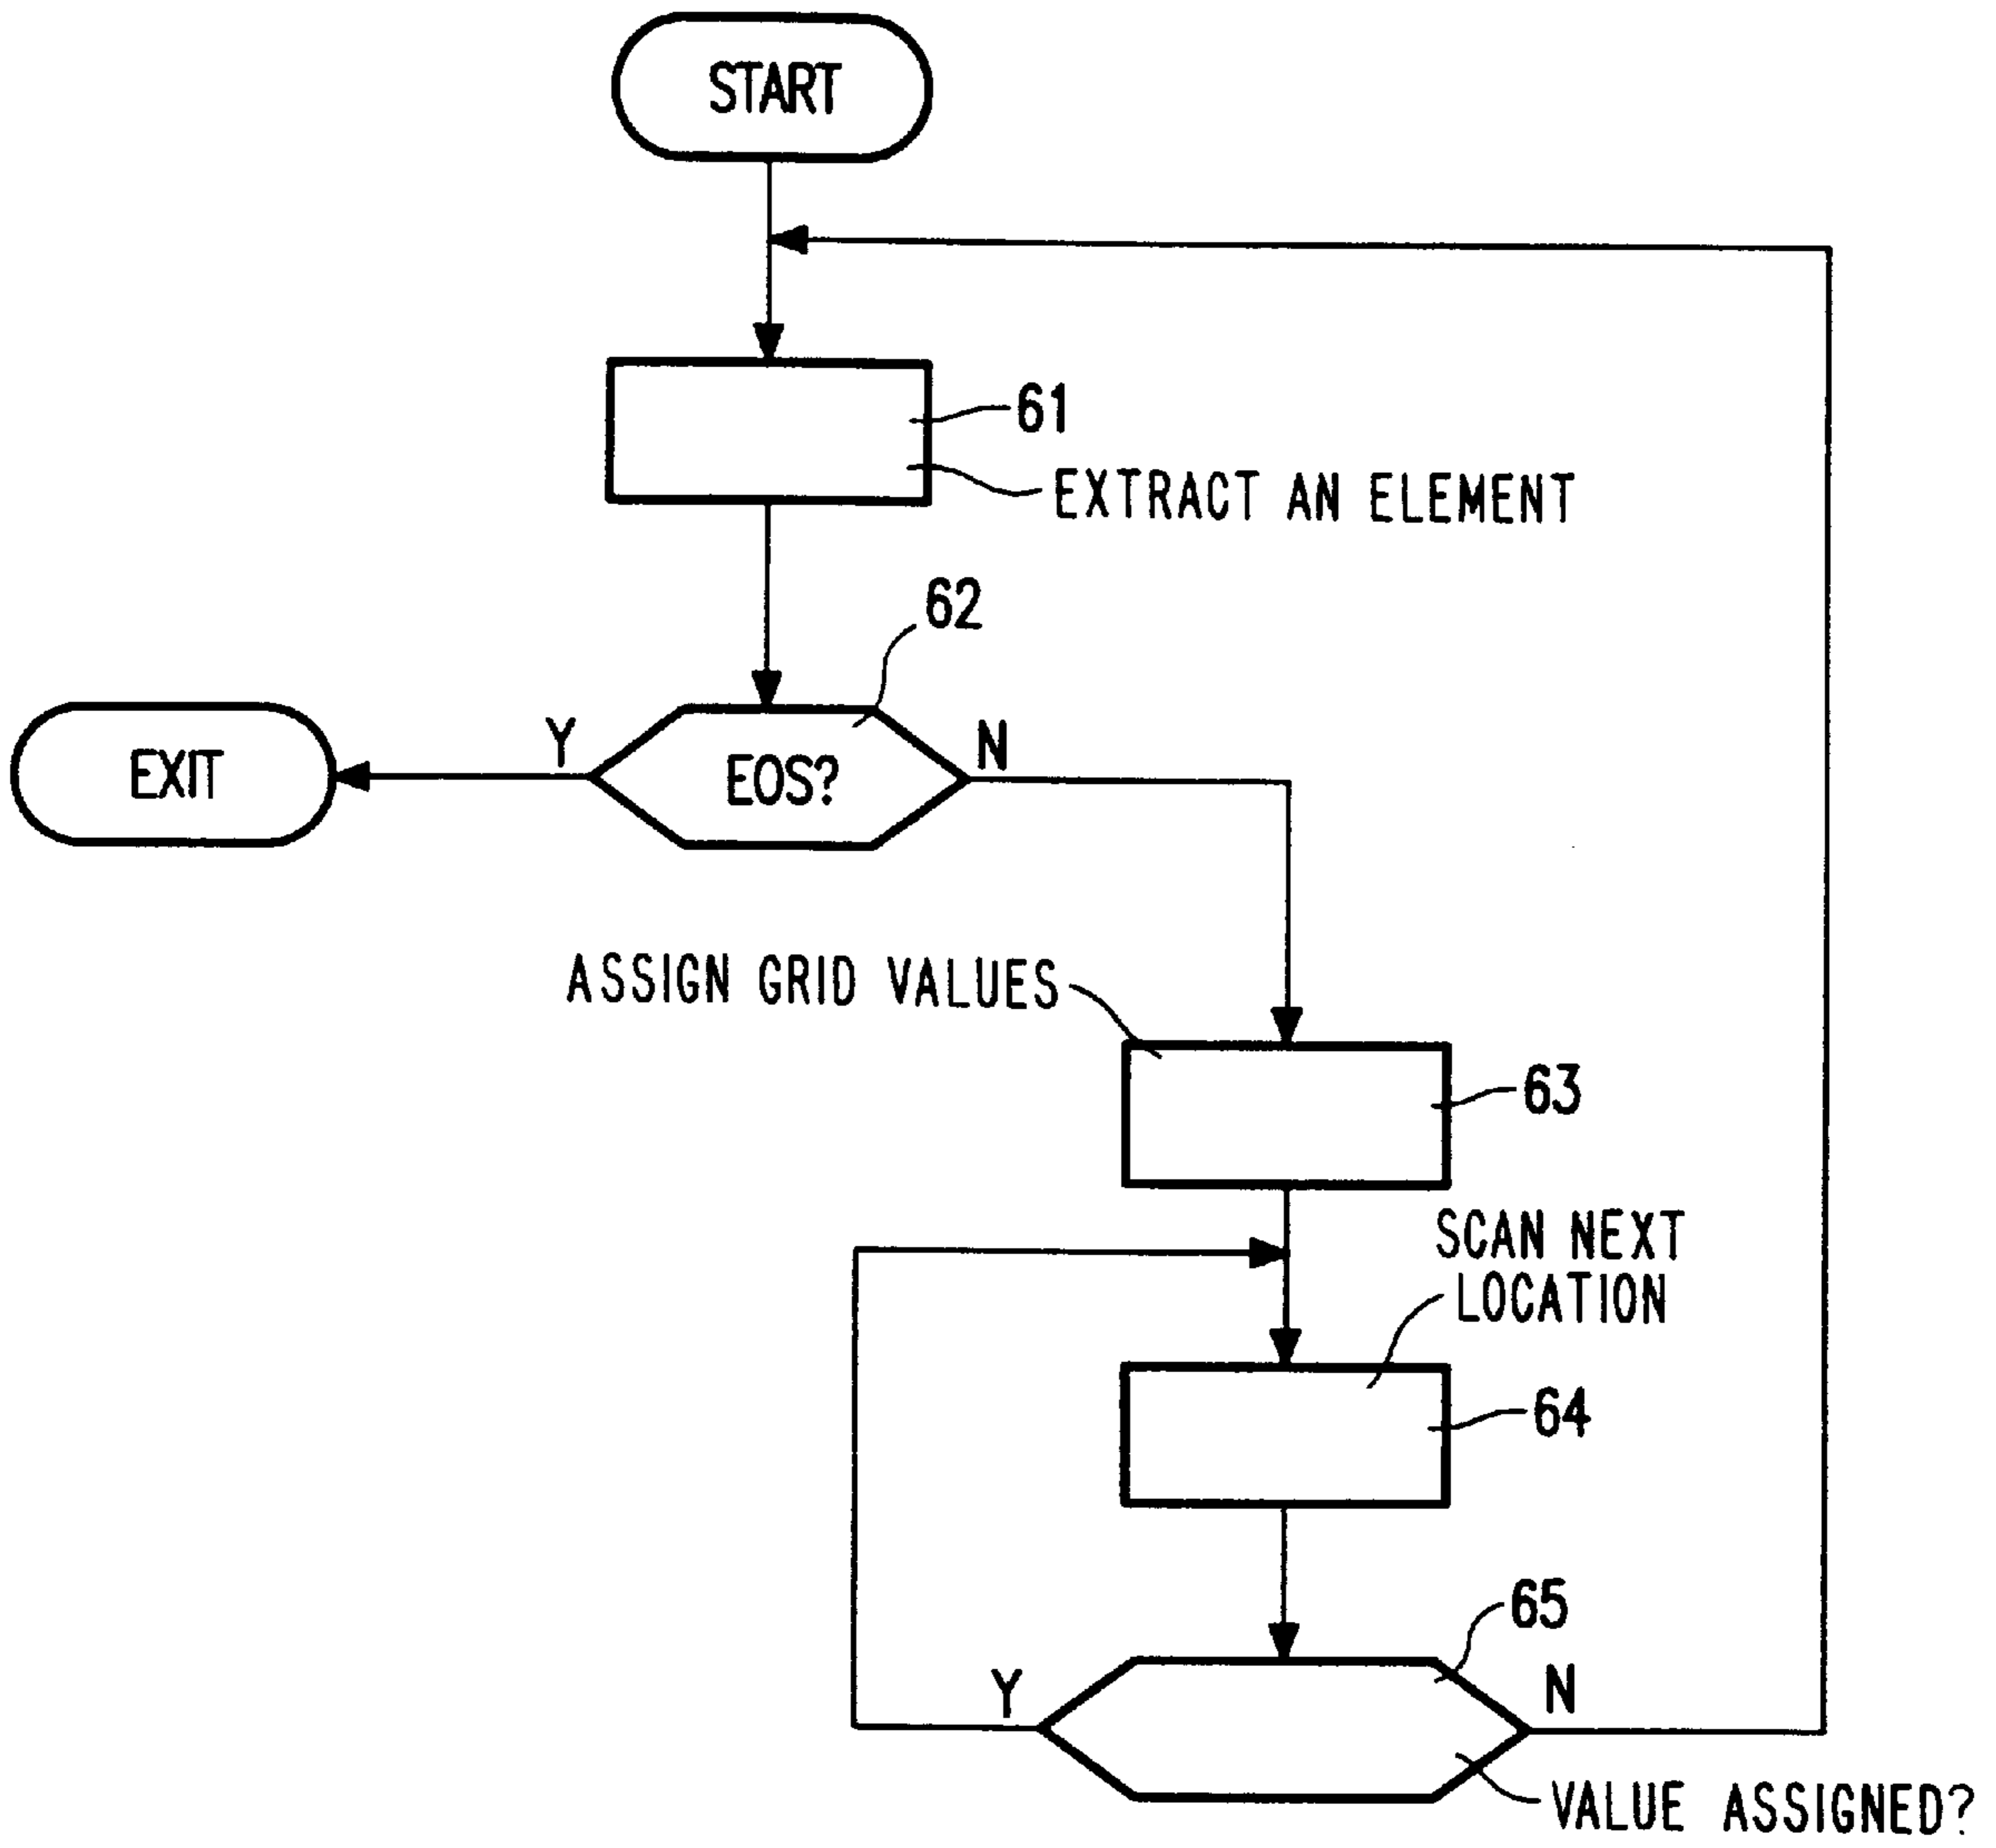 START
61
EXTRACT AN ELEMENT
62
Y
N
EXIT
EOS?
ASSIGN GRID VALUES
63
SCAN NEXT
LOCATION
64
65
Y
N
VALUE ASSIGNED?